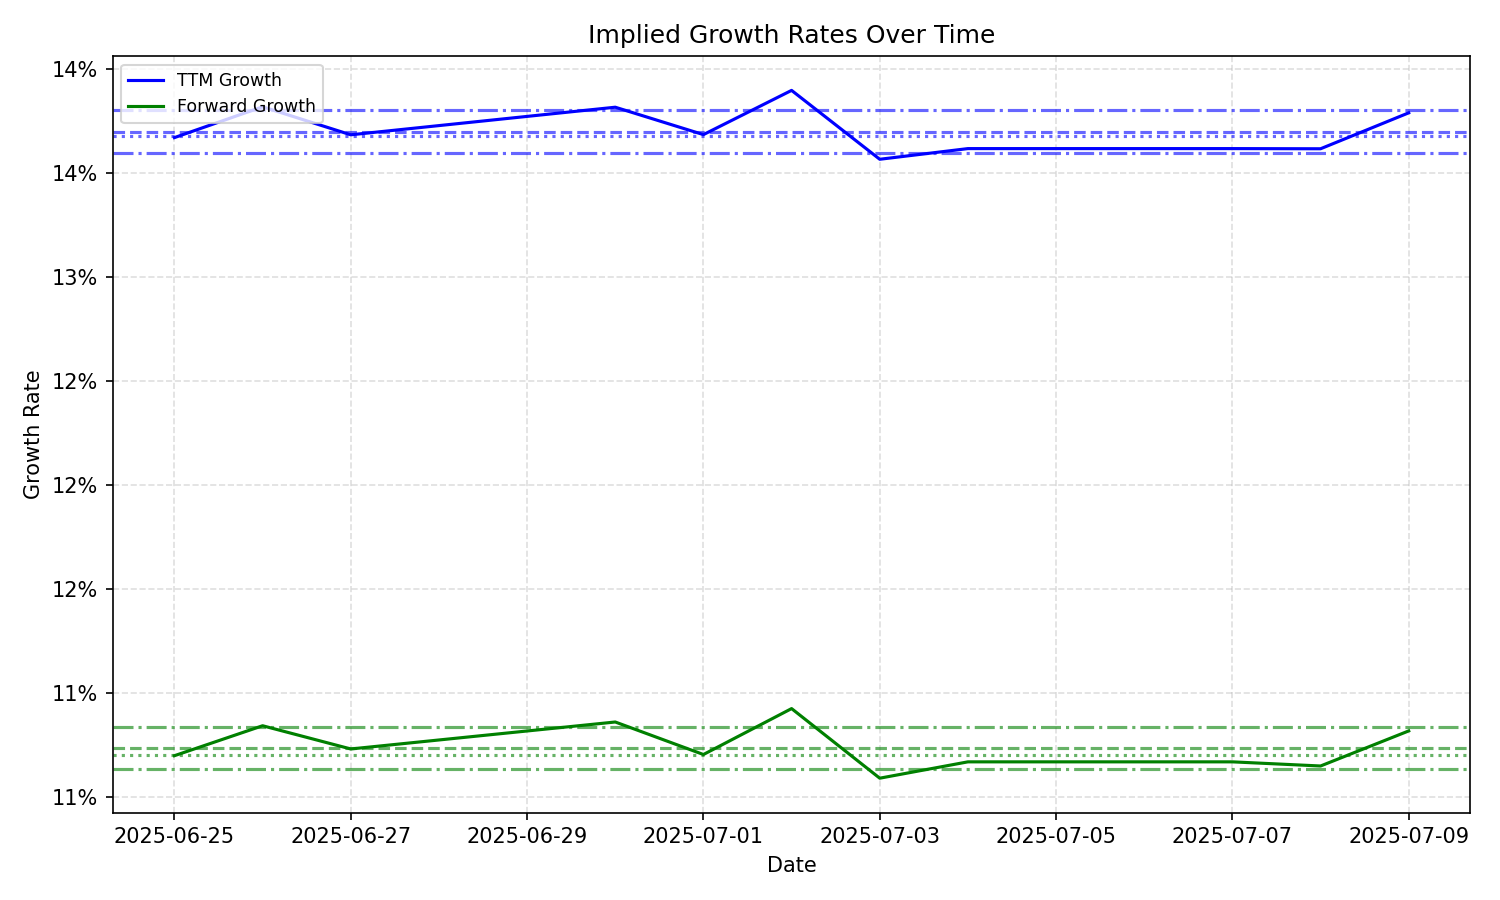 Implied Growth Rates Over Time
14%
TTM Growth
Forward Growth
14%
13%
12%
12%
12%
11%
11%
Growth Rate
2025-06-25 2025-06-27 2025-06-29 2025-07-01 2025-07-03 2025-07-05 2025-07-07 2025-07-09
Date